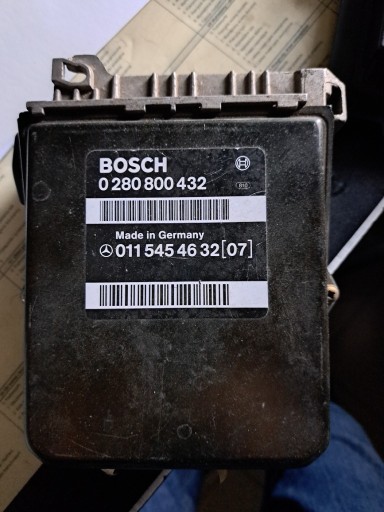 BOSCH
0 280 800 432
Made in Germany
011 545 46 32 [07]